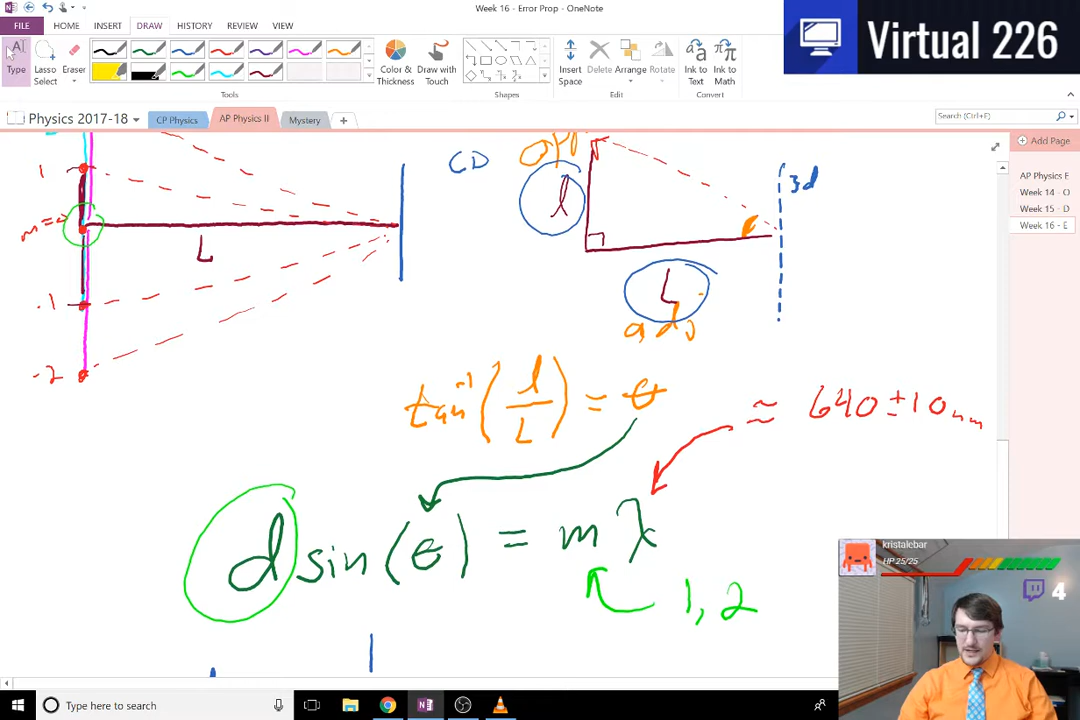 Week 16 - Error Prop - OneNote
FILE HOME INSERT DRAW HISTORY REVIEW VIEW
Virtual 226
Type Lasso Select Eraser Color & Thickness Draw with Touch Insert Space Delete Arrange Rotate Ink to Text Ink to Math
Tools Shapes Edit Convert
Physics 2017-18 CP Physics AP Physics II Mystery + Search (Ctrl+E)
Add Page
AP Physics E
Week 14 - O
Week 15 - D
Week 16 - E
1
m=0
-1
-2
L
CD
opp
l
L
adj
θ
}d
tan⁻¹(l/L) = θ
≈ 640 ± 10 nm
d sin(θ) = mλ
1, 2
kristalebar
HP 25/25
4
Type here to search